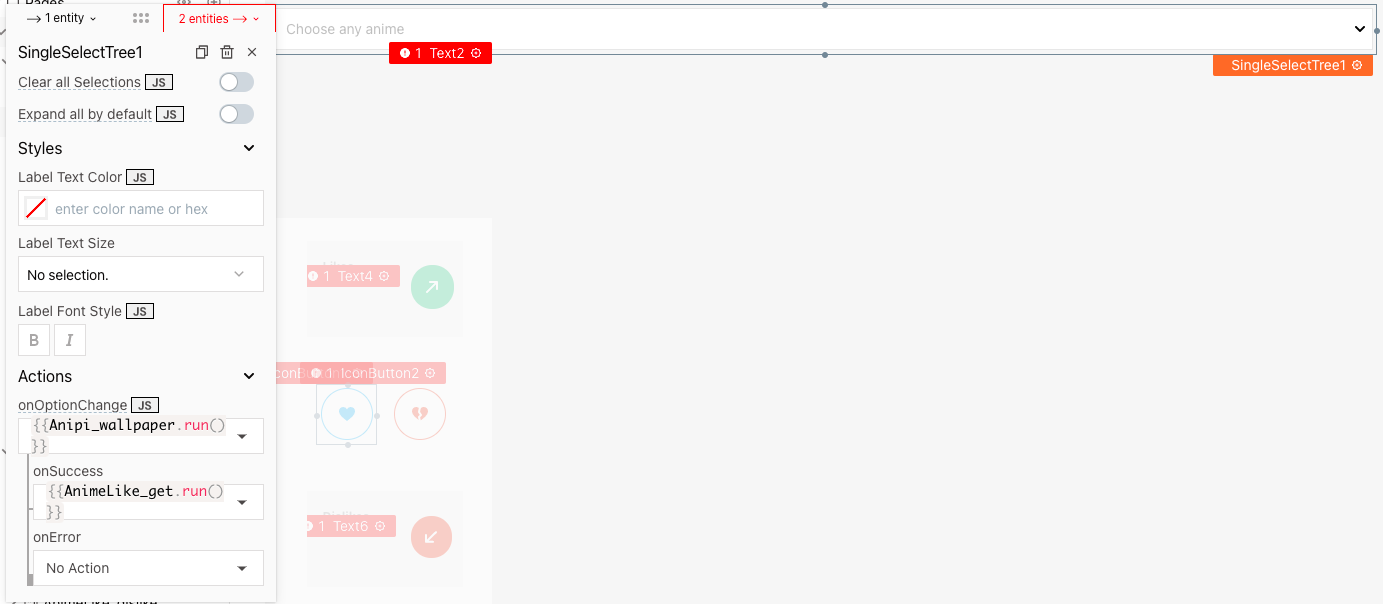 Pages
1 entity
2 entities
Choose any anime
1 Text2
SingleSelectTree1
SingleSelectTree1
Clear all Selections JS
Expand all by default JS
Styles
Label Text Color JS
enter color name or hex
Label Text Size
No selection.
1 Text4
Label Font Style JS
B I
1 IconButton2
Actions
onOptionChange JS
{{Anipi_wallpaper.run()
}}
onSuccess
{{AnimeLike_get.run()
}}
1 Text6
onError
No Action